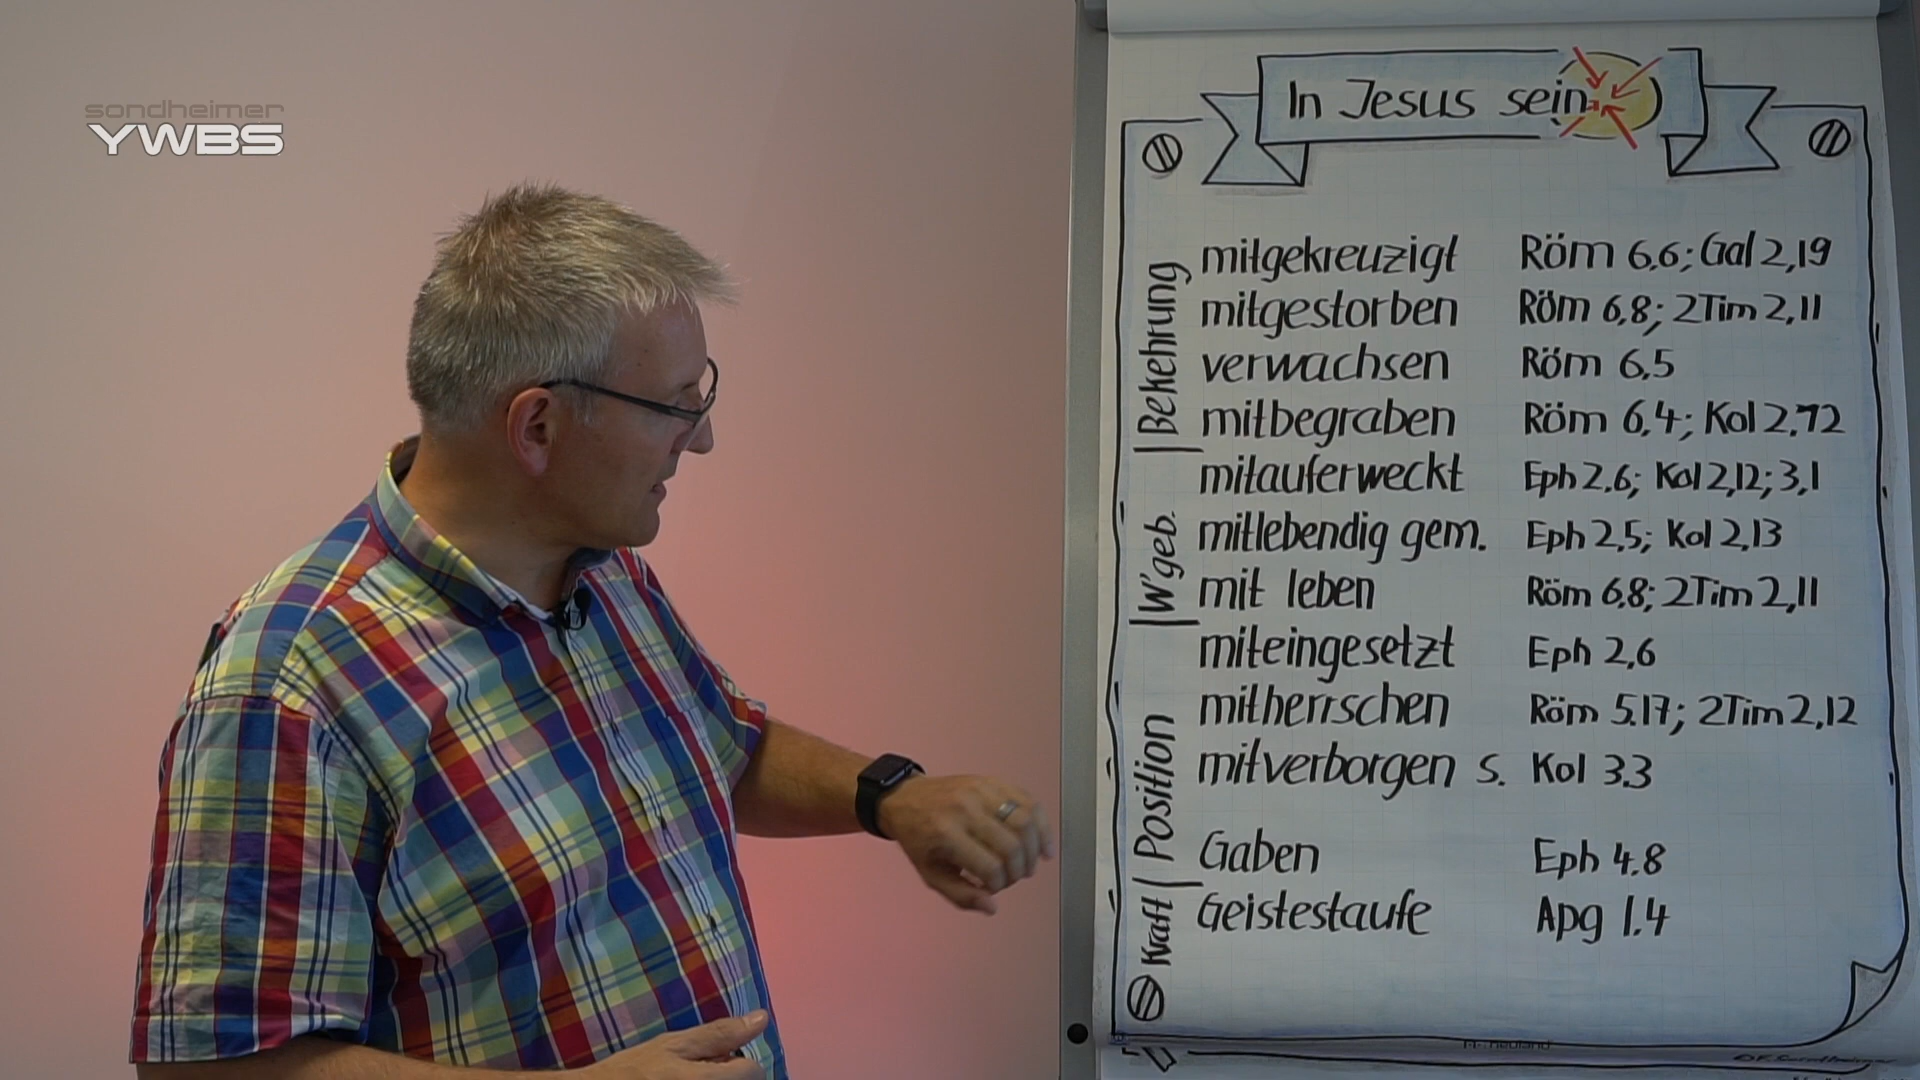 sondheimer
YWBS
In Jesus sein
Bekehrung
mitgekreuzigt Röm 6,6; Gal 2,19
mitgestorben Röm 6,8; 2Tim 2,11
verwachsen Röm 6,5
mitbegraben Röm 6,4; Kol 2,12
W'geb.
mitauferweckt Eph 2,6; Kol 2,12; 3,1
mitlebendig gem. Eph 2,5; Kol 2,13
mit leben Röm 6,8; 2Tim 2,11
Position
miteingesetzt Eph 2,6
mitherrschen Röm 5.17; 2Tim 2,12
mitverborgen s. Kol 3.3
Gaben Eph 4.8
Kraft
Geistestaufe Apg 1.4
neuland